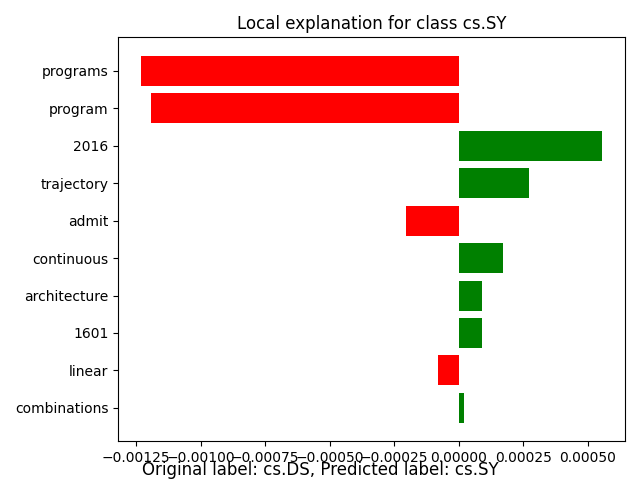 Local explanation for class cs.SY
programs
program
2016
trajectory
admit
continuous
architecture
1601
linear
combinations
−0.00125 −0.00100 −0.00075 −0.00050 −0.00025 0.00000 0.00025 0.00050
Original label: cs.DS, Predicted label: cs.SY